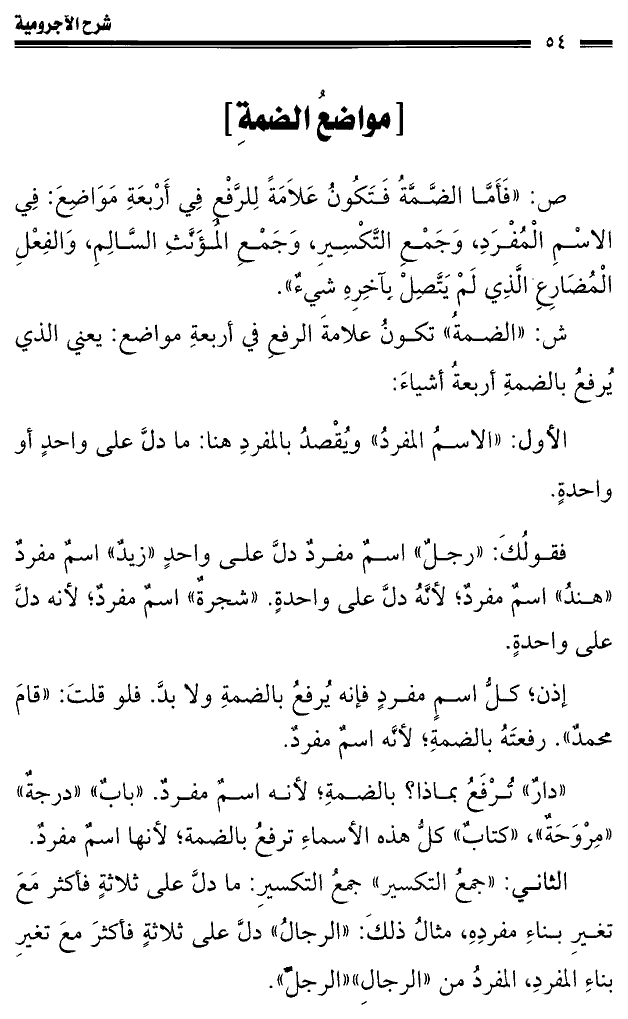 شرح الآجرومية
٥٤
[مواضعُ الضمةِ]
ص: «فَأَمَّا الضَّمَّةُ فَتَكُونُ عَلاَمَةً لِلرَّفْعِ فِي أَرْبَعَةِ مَوَاضِعَ: فِي
الاسْمِ الْمُفْرَدِ، وَجَمْعِ التَّكْسِيرِ، وَجَمْعِ الْمُؤَنَّثِ السَّالِمِ، وَالفِعْلِ
الْمُضَارِعِ الَّذِي لَمْ يَتَّصِلْ بِآخِرِهِ شيءٌ».
ش: «الضمةُ» تكونُ علامةَ الرفعِ في أربعةِ مواضع: يعني الذي
يُرفعُ بالضمةِ أربعةُ أشياءَ:
الأول: «الاسمُ المفردُ» ويُقْصدُ بالمفردِ هنا: ما دلَّ على واحدٍ أو
واحدةٍ.
فقولُكَ: «رجلٌ» اسمٌ مفردٌ دلَّ على واحدٍ «زيدٌ» اسمٌ مفردٌ
«هندُ» اسمٌ مفردٌ؛ لأنَّهُ دلَّ على واحدةٍ. «شجرةٌ» اسمٌ مفردٌ؛ لأنه دلَّ
على واحدةٍ.
إذن؛ كلُّ اسمٍ مفردٍ فإنه يُرفعُ بالضمةِ ولا بدَّ. فلو قلتَ: «قامَ
محمدٌ». رفعتَهُ بالضمةِ؛ لأنَّه اسمٌ مفردٌ.
«دارٌ» تُرْفَعُ بماذا؟ بالضمةِ؛ لأنه اسمٌ مفردٌ. «بابٌ» «درجةٌ»
«مِرْوَحَةٌ»، «كتابٌ» كلُّ هذه الأسماءِ ترفعُ بالضمة؛ لأنها اسمٌ مفردٌ.
الثاني: «جمعُ التكسير» جمعُ التكسيرِ: ما دلَّ على ثلاثةٍ فأكثر مَعَ
تغيرِ بناءِ مفردِهِ، مثالُ ذلكَ: «الرجالُ» دلَّ على ثلاثةٍ فأكثرَ معَ تغيرِ
بناءِ المفردِ، المفردُ من «الرجالِ»«الرجلُ».